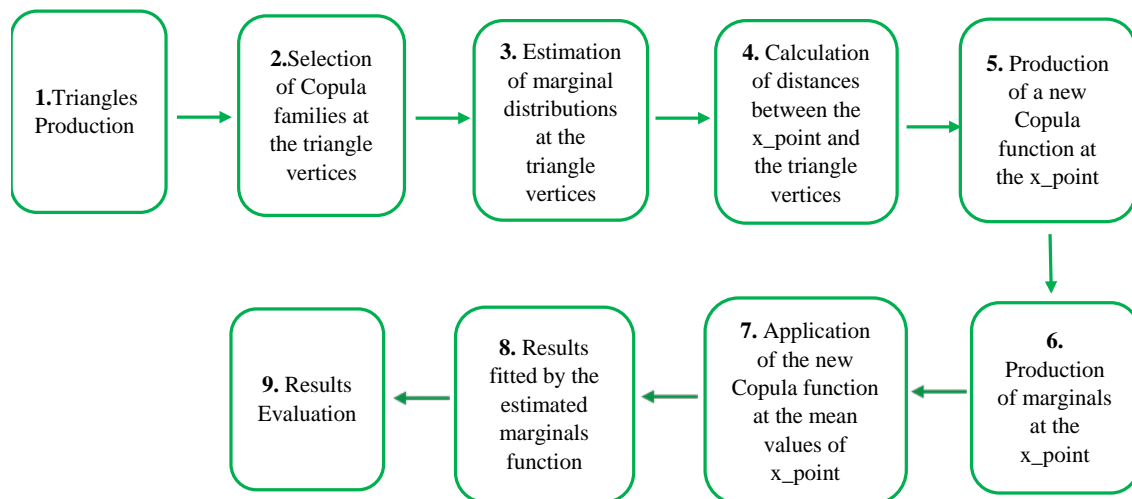 1.Triangles
Production
2.Selection
of Copula
families at
the triangle
vertices
3. Estimation
of marginal
distributions
at the
triangle
vertices
4. Calculation
of distances
between the
x_point and
the triangle
vertices
5. Production
of a new
Copula
function at
the x_point
6.
Production
of marginals
at the
x_point
7. Application
of the new
Copula function
at the mean
values of
x_point
8. Results
fitted by the
estimated
marginals
function
9. Results
Evaluation